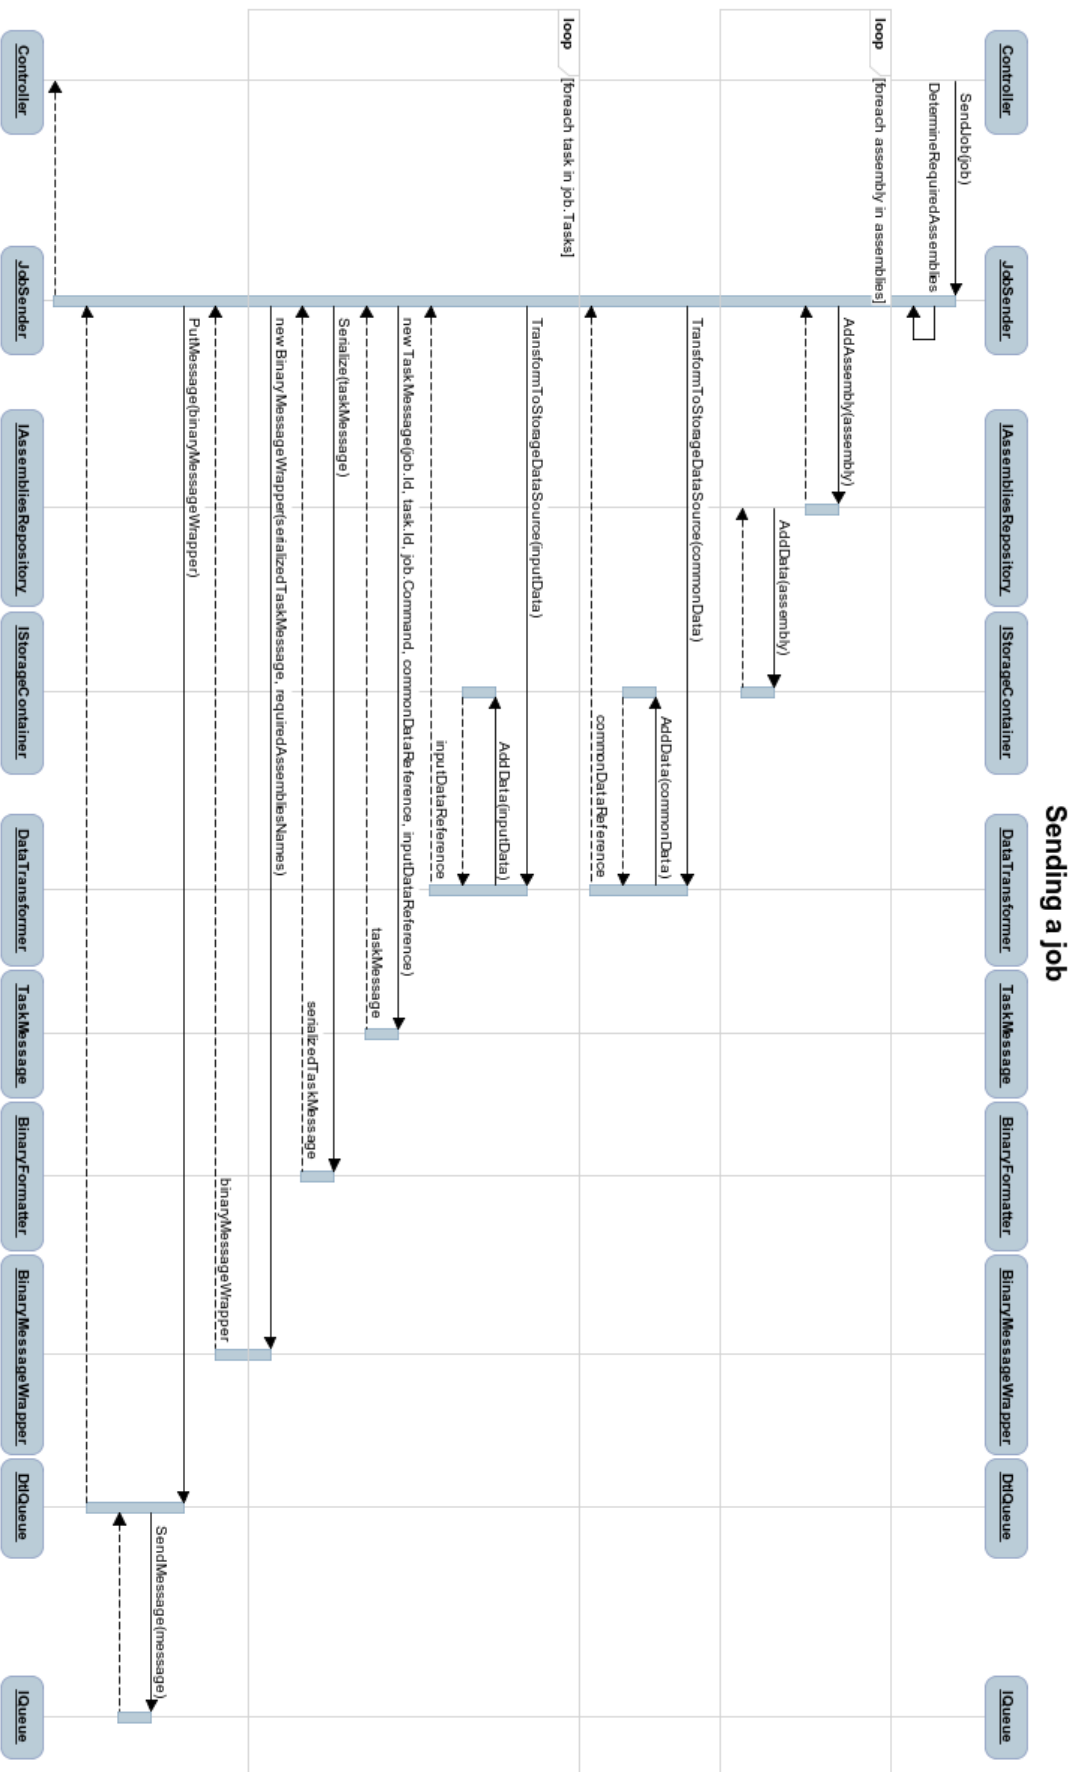 Sending a job
Controller
JobSender
IAssembliesRepository
IStorageContainer
DataTransformer
TaskMessage
BinaryFormatter
BinaryMessageWrapper
DtlQueue
IQueue
SendJob(job)
DetermineRequiredAssemblies
loop
[foreach assembly in assemblies]
AddAssembly(assembly)
AddData(assembly)
TransformToStorageDataSource(commonData)
AddData(commonData)
commonDataReference
loop
[foreach task in job.Tasks]
TransformToStorageDataSource(inputData)
AddData(inputData)
inputDataReference
new TaskMessage(job.Id, task.Id, job.Command, commonDataReference, inputDataReference)
taskMessage
Serialize(taskMessage)
serializedTaskMessage
new BinaryMessageWrapper(serializedTaskMessage, requiredAssembliesNames)
binaryMessageWrapper
PutMessage(binaryMessageWrapper)
SendMessage(message)
Controller
JobSender
IAssembliesRepository
IStorageContainer
DataTransformer
TaskMessage
BinaryFormatter
BinaryMessageWrapper
DtlQueue
IQueue